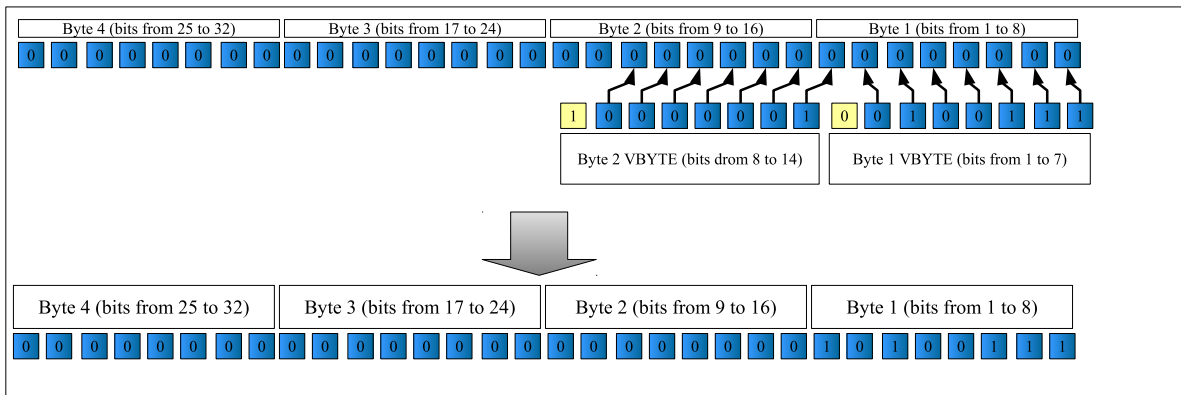 Byte 4 (bits from 25 to 32) Byte 3 (bits from 17 to 24) Byte 2 (bits from 9 to 16) Byte 1 (bits from 1 to 8)
0 0 0 0 0 0 0 0 0 0 0 0 0 0 0 0 0 0 0 0 0 0 0 0 0 0 0 0 0 0 0 0
1 0 0 0 0 0 0 1 0 0 1 0 0 1 1 1
Byte 2 VBYTE (bits drom 8 to 14) Byte 1 VBYTE (bits from 1 to 7)
Byte 4 (bits from 25 to 32) Byte 3 (bits from 17 to 24) Byte 2 (bits from 9 to 16) Byte 1 (bits from 1 to 8)
0 0 0 0 0 0 0 0 0 0 0 0 0 0 0 0 0 0 0 0 0 0 0 0 1 0 1 0 0 1 1 1